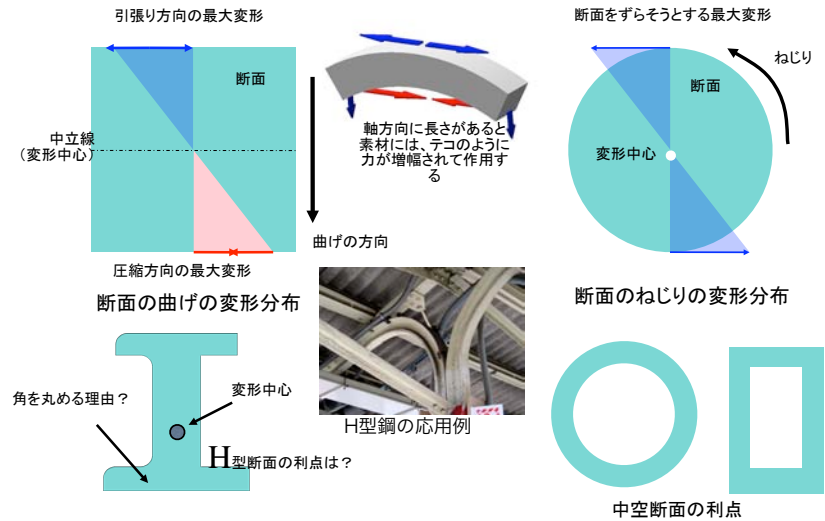 引張り方向の最大変形
断面
中立線
(変形中心)
圧縮方向の最大変形
断面の曲げの変形分布
軸方向に長さがあると
素材には、テコのように
力が増幅されて作用す
る
曲げの方向
断面をずらそうとする最大変形
ねじり
断面
変形中心
断面のねじりの変形分布
角を丸める理由?
変形中心
H型断面の利点は?
H型鋼の応用例
中空断面の利点